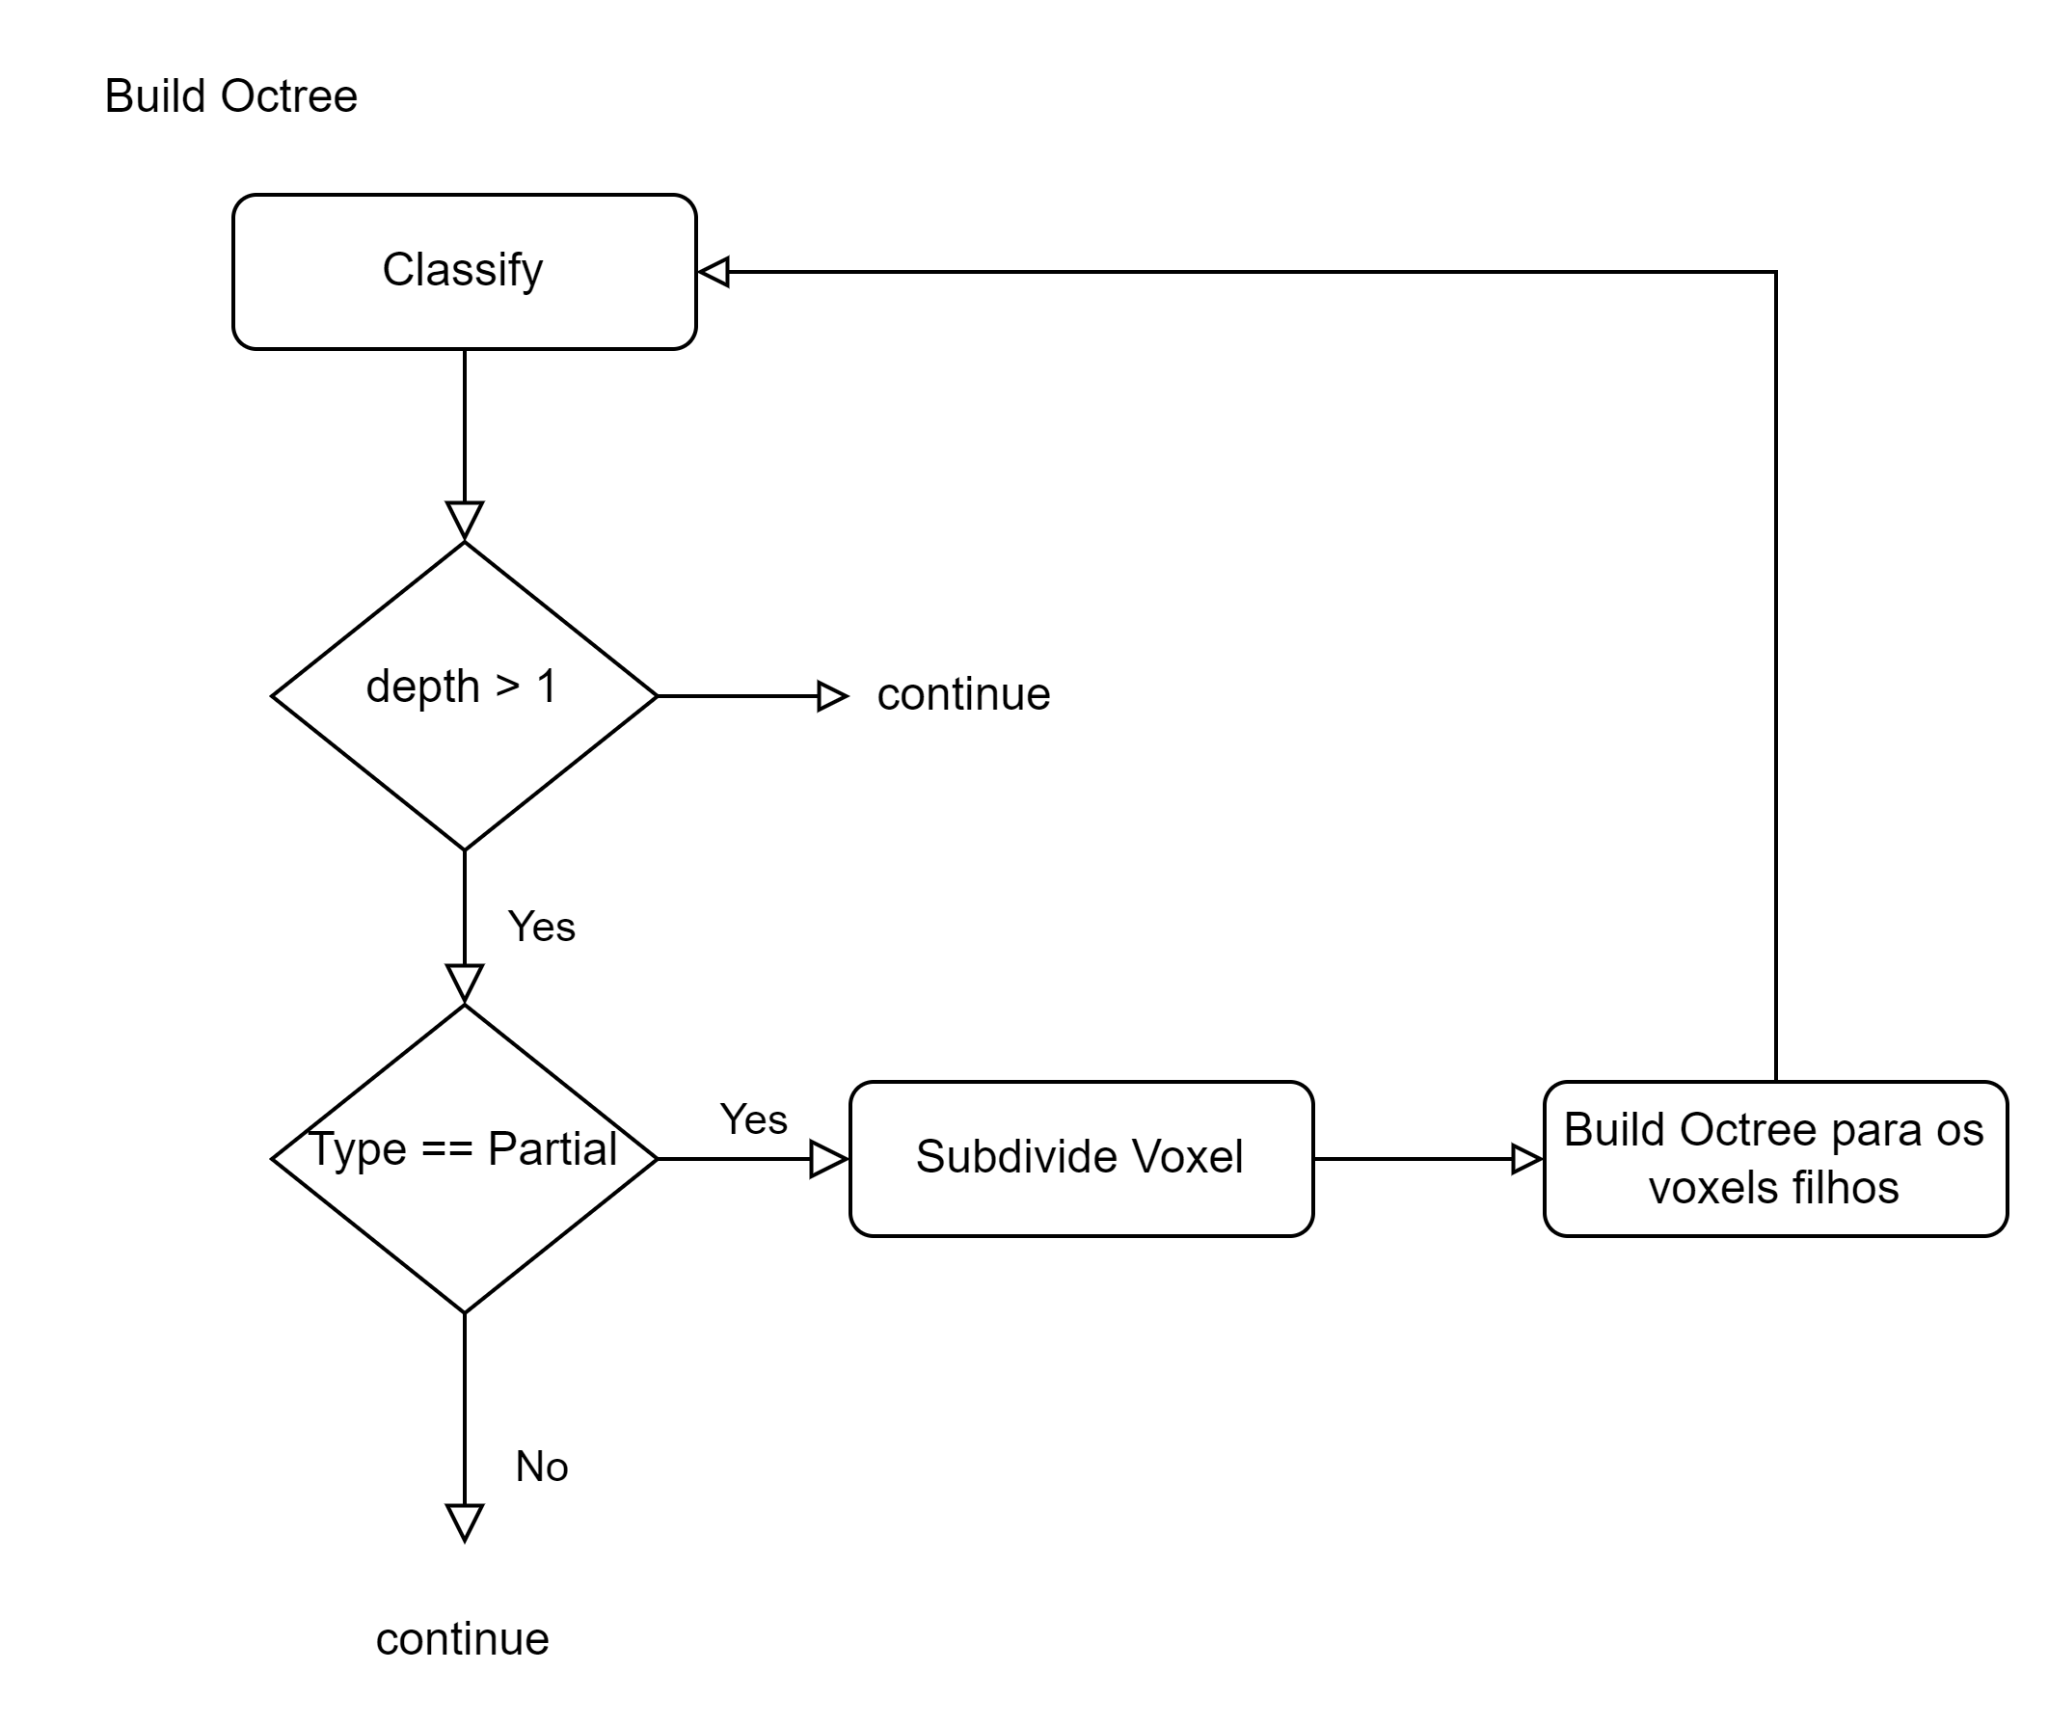 Build Octree
Classify
depth > 1
continue
Yes
Type == Partial
Yes
Subdivide Voxel
Build Octree para os
voxels filhos
No
continue